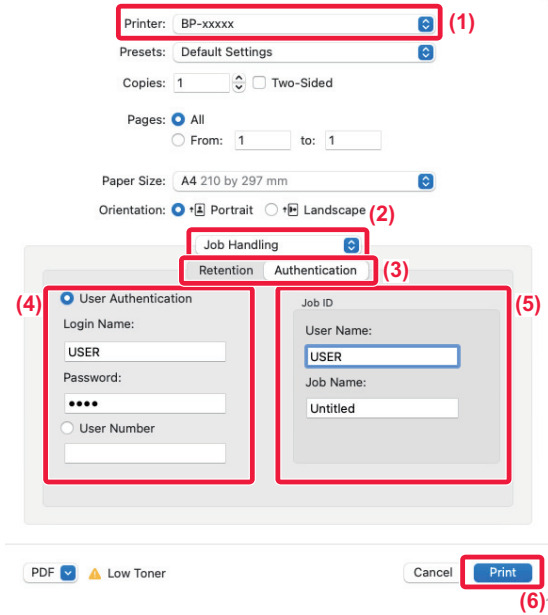 Printer: BP-xxxxx (1)
Presets: Default Settings
Copies: 1 Two-Sided
Pages: All
From: 1 to: 1
Paper Size: A4 210 by 297 mm
Orientation: Portrait Landscape (2)
Job Handling
Retention Authentication (3)
(4) User Authentication
Login Name:
USER
Password:
••••
User Number
Job ID (5)
User Name:
USER
Job Name:
Untitled
PDF Low Toner Cancel Print
(6)